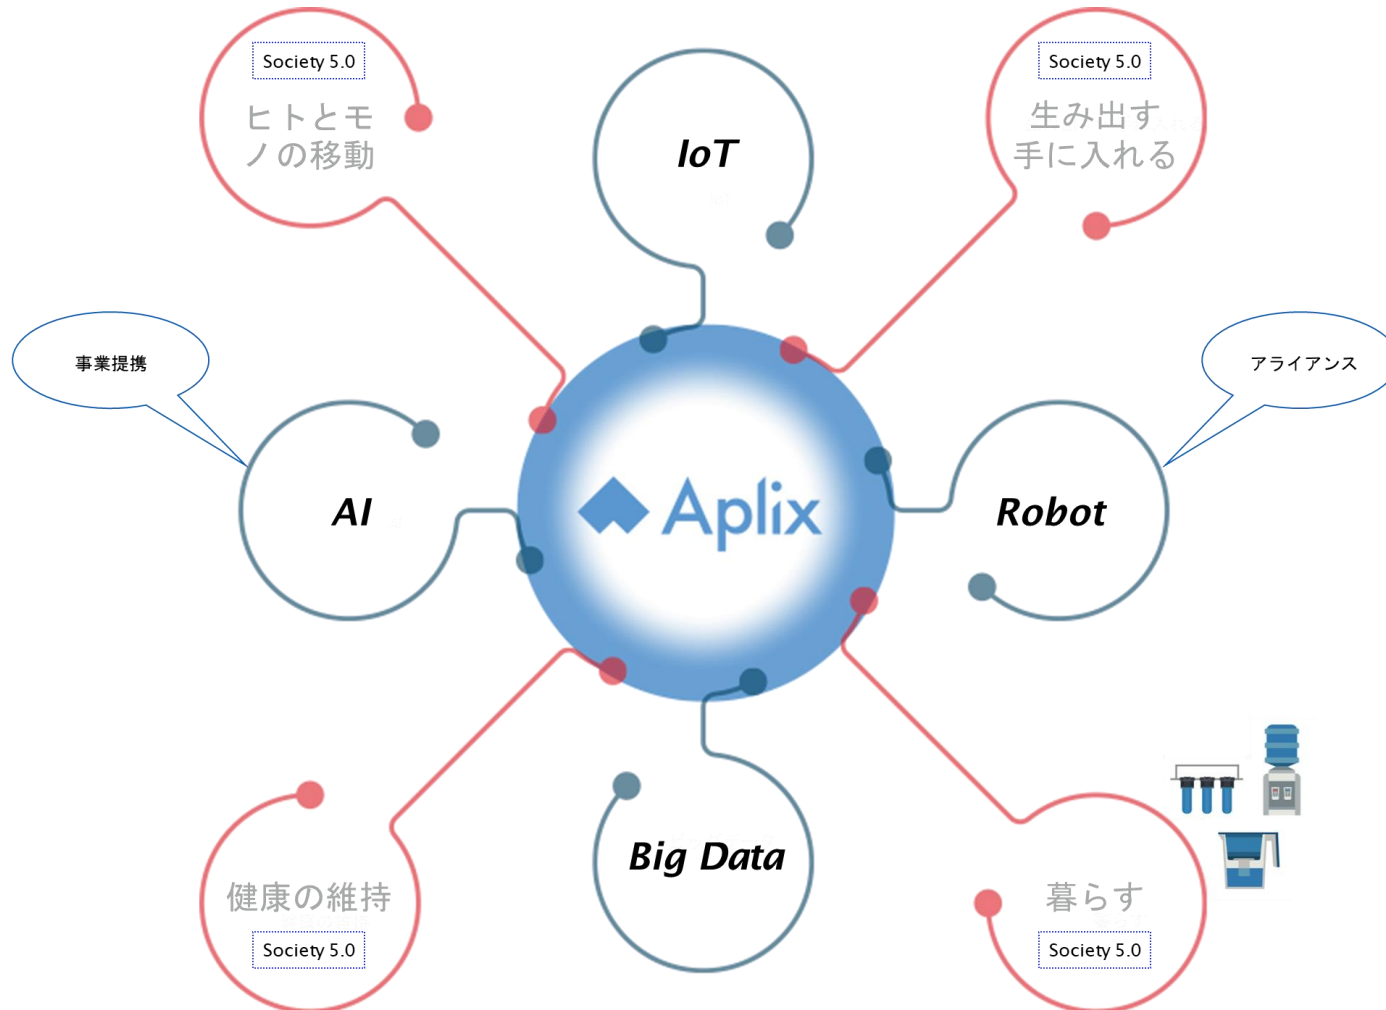 Society 5.0
ヒトとモ
ノの移動
IoT
Society 5.0
生み出す
手に入れる
事業提携
アライアンス
AI
Aplix
Robot
健康の維持
Society 5.0
Big Data
暮らす
Society 5.0